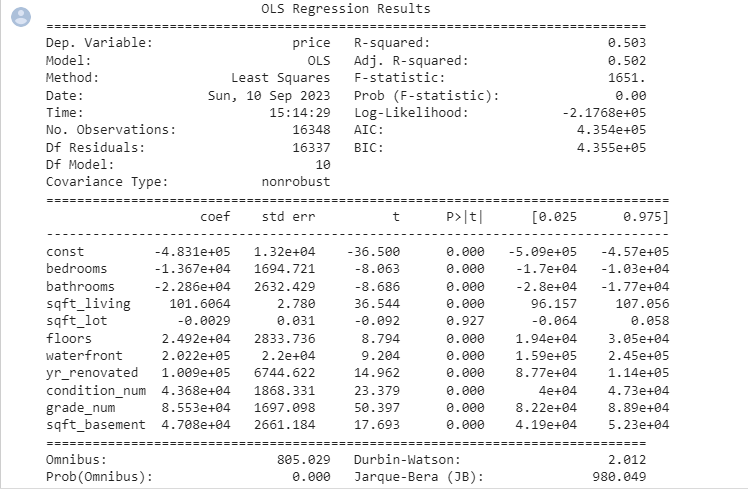 OLS Regression Results
==============================================================================
Dep. Variable: price R-squared: 0.503
Model: OLS Adj. R-squared: 0.502
Method: Least Squares F-statistic: 1651.
Date: Sun, 10 Sep 2023 Prob (F-statistic): 0.00
Time: 15:14:29 Log-Likelihood: -2.1768e+05
No. Observations: 16348 AIC: 4.354e+05
Df Residuals: 16337 BIC: 4.355e+05
Df Model: 10
Covariance Type: nonrobust
=================================================================================
coef std err t P>|t| [0.025 0.975]
---------------------------------------------------------------------------------
const -4.831e+05 1.32e+04 -36.500 0.000 -5.09e+05 -4.57e+05
bedrooms -1.367e+04 1694.721 -8.063 0.000 -1.7e+04 -1.03e+04
bathrooms -2.286e+04 2632.429 -8.686 0.000 -2.8e+04 -1.77e+04
sqft_living 101.6064 2.780 36.544 0.000 96.157 107.056
sqft_lot -0.0029 0.031 -0.092 0.927 -0.064 0.058
floors 2.492e+04 2833.736 8.794 0.000 1.94e+04 3.05e+04
waterfront 2.022e+05 2.2e+04 9.204 0.000 1.59e+05 2.45e+05
yr_renovated 1.009e+05 6744.622 14.962 0.000 8.77e+04 1.14e+05
condition_num 4.368e+04 1868.331 23.379 0.000 4e+04 4.73e+04
grade_num 8.553e+04 1697.098 50.397 0.000 8.22e+04 8.89e+04
sqft_basement 4.708e+04 2661.184 17.693 0.000 4.19e+04 5.23e+04
==============================================================================
Omnibus: 805.029 Durbin-Watson: 2.012
Prob(Omnibus): 0.000 Jarque-Bera (JB): 980.049